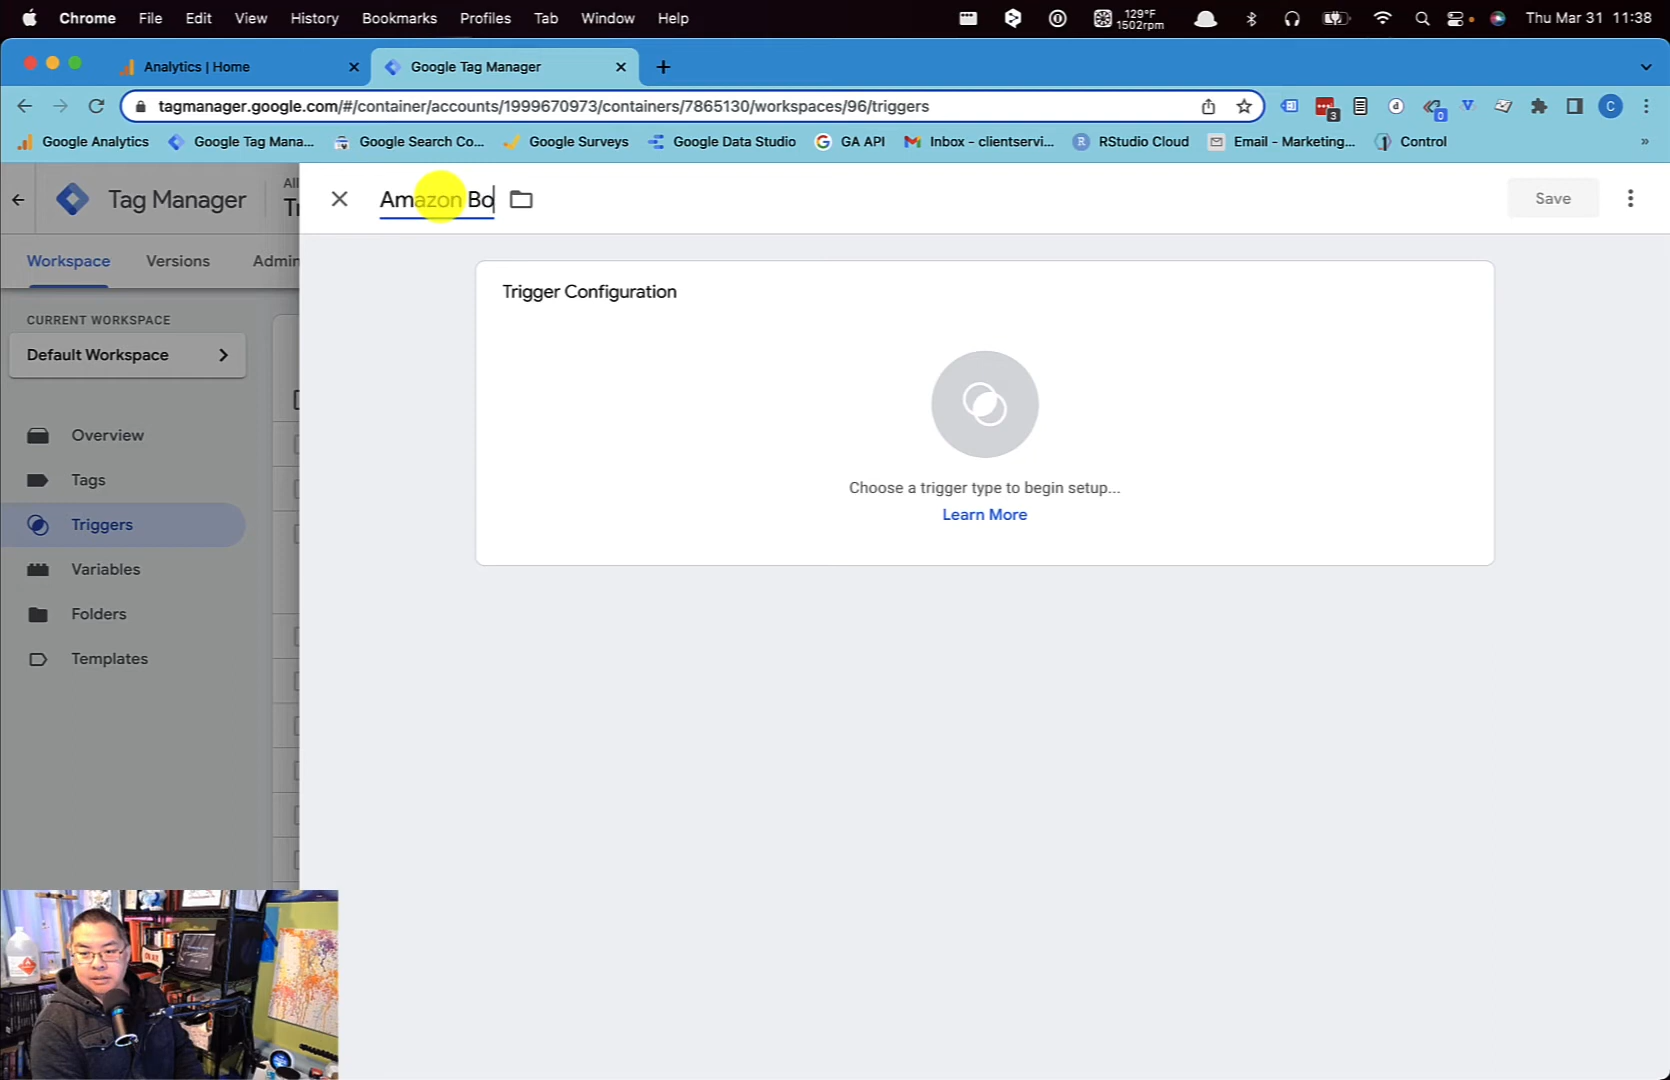 Chrome File Edit View History Bookmarks Profiles Tab Window Help 129°F 1502rpm Thu Mar 31 11:38
Analytics | Home Google Tag Manager
tagmanager.google.com/#/container/accounts/1999670973/containers/7865130/workspaces/96/triggers 3 d 0 C
Google Analytics Google Tag Mana... Google Search Co... Google Surveys Google Data Studio GA API Inbox - clientservi... R RStudio Cloud Email - Marketing... Control »
Tag Manager All Amazon Bo Save
Workspace Versions Admin
Trigger Configuration
CURRENT WORKSPACE
Default Workspace
Overview
Tags
Choose a trigger type to begin setup...
Learn More
Triggers
Variables
Folders
Templates